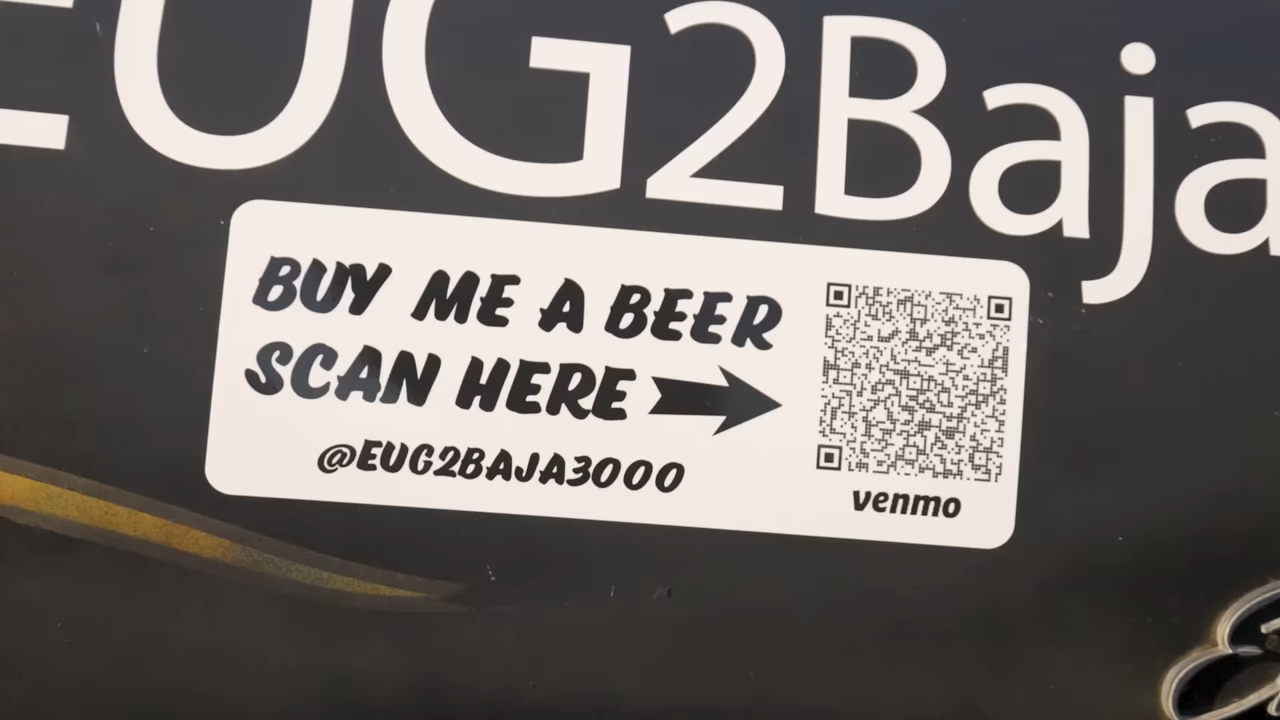 EUG2Baja
BUY ME A BEER
SCAN HERE
@EUG2BAJA3000
venmo